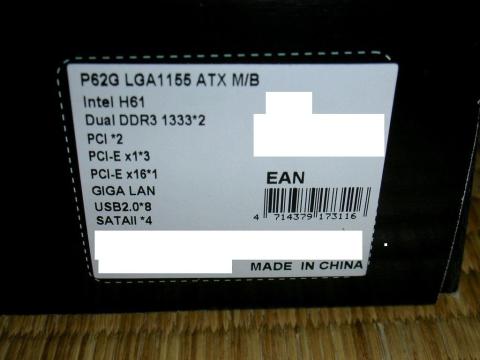 P62G LGA1155 ATX M/B
Intel H61
Dual DDR3 1333*2
PCI *2
PCI-E x1*3
PCI-E x16*1
GIGA LAN
USB2.0*8
SATAII *4
EAN
4 714379 173116
MADE IN CHINA